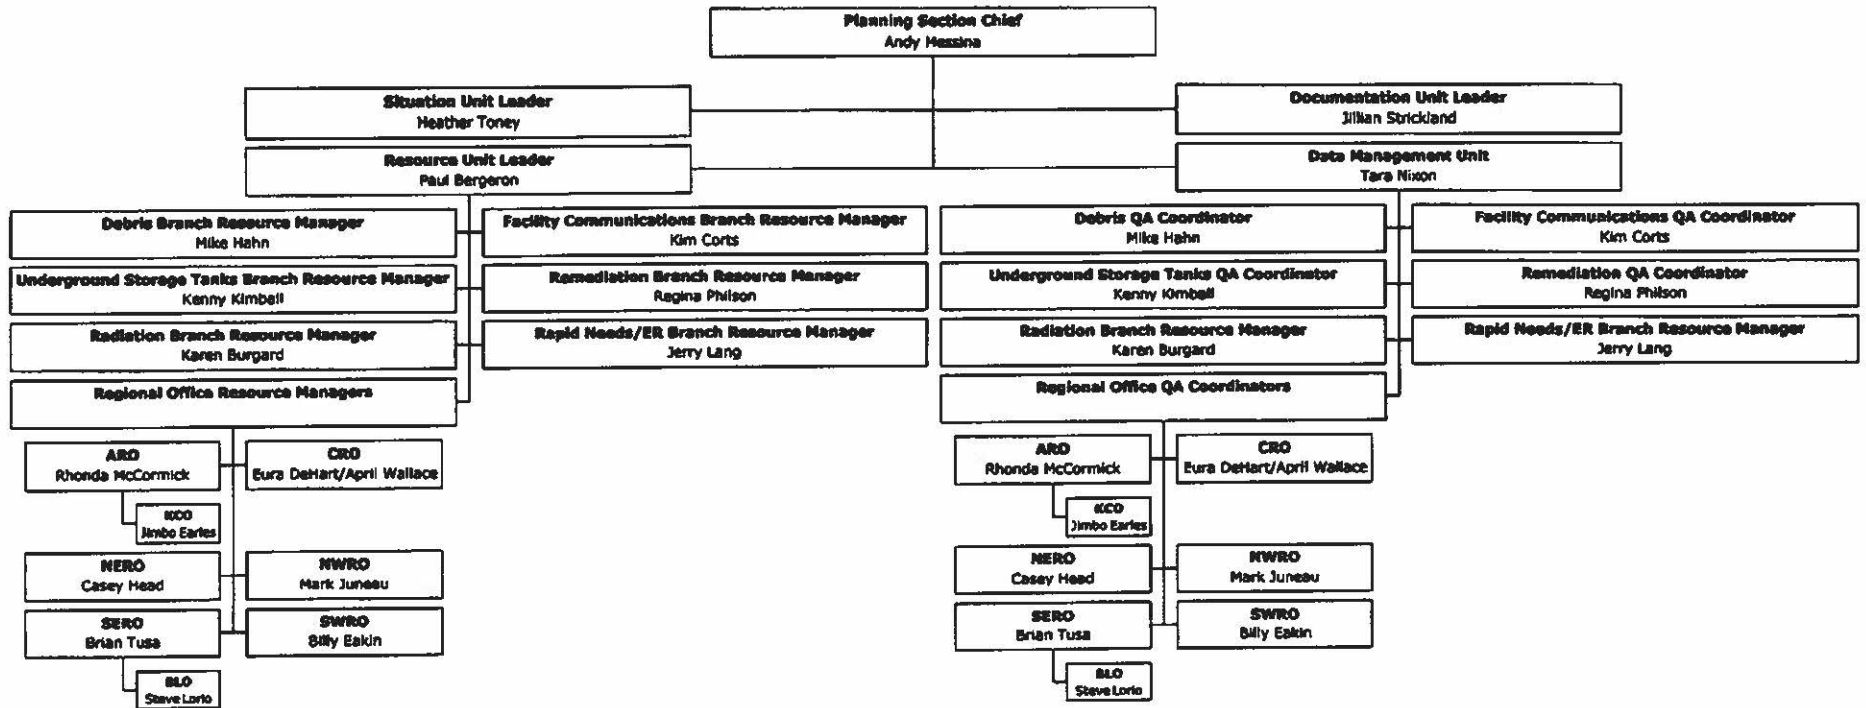 Planning Section Chief
Andy Messina
Situation Unit Leader
Heather Toney
Documentation Unit Leader
Jillian Strickland
Resource Unit Leader
Paul Bergeron
Data Management Unit
Tara Nixon
Debris Branch Resource Manager
Mike Hahn
Facility Communications Branch Resource Manager
Kim Corts
Underground Storage Tanks Branch Resource Manager
Kenny Kimball
Remediation Branch Resource Manager
Regina Philson
Radiation Branch Resource Manager
Karen Burgard
Rapid Needs/ER Branch Resource Manager
Jerry Lang
Regional Office Resource Managers
ARO
Rhonda McCormick
CRO
Eura DeHart/April Wallace
KCO
Jimbo Earles
NERO
Casey Head
NWRO
Mark Juneau
SERO
Brian Tusa
SWRO
Billy Eakin
BLO
Steve Lorio
Debris QA Coordinator
Mike Hahn
Facility Communications QA Coordinator
Kim Corts
Underground Storage Tanks QA Coordinator
Kenny Kimball
Remediation QA Coordinator
Regina Philson
Radiation Branch Resource Manager
Karen Burgard
Rapid Needs/ER Branch Resource Manager
Jerry Lang
Regional Office QA Coordinators
ARO
Rhonda McCormick
CRO
Eura DeHart/April Wallace
KCO
Jimbo Earles
NERO
Casey Head
NWRO
Mark Juneau
SERO
Brian Tusa
SWRO
Billy Eakin
BLO
Steve Lorio